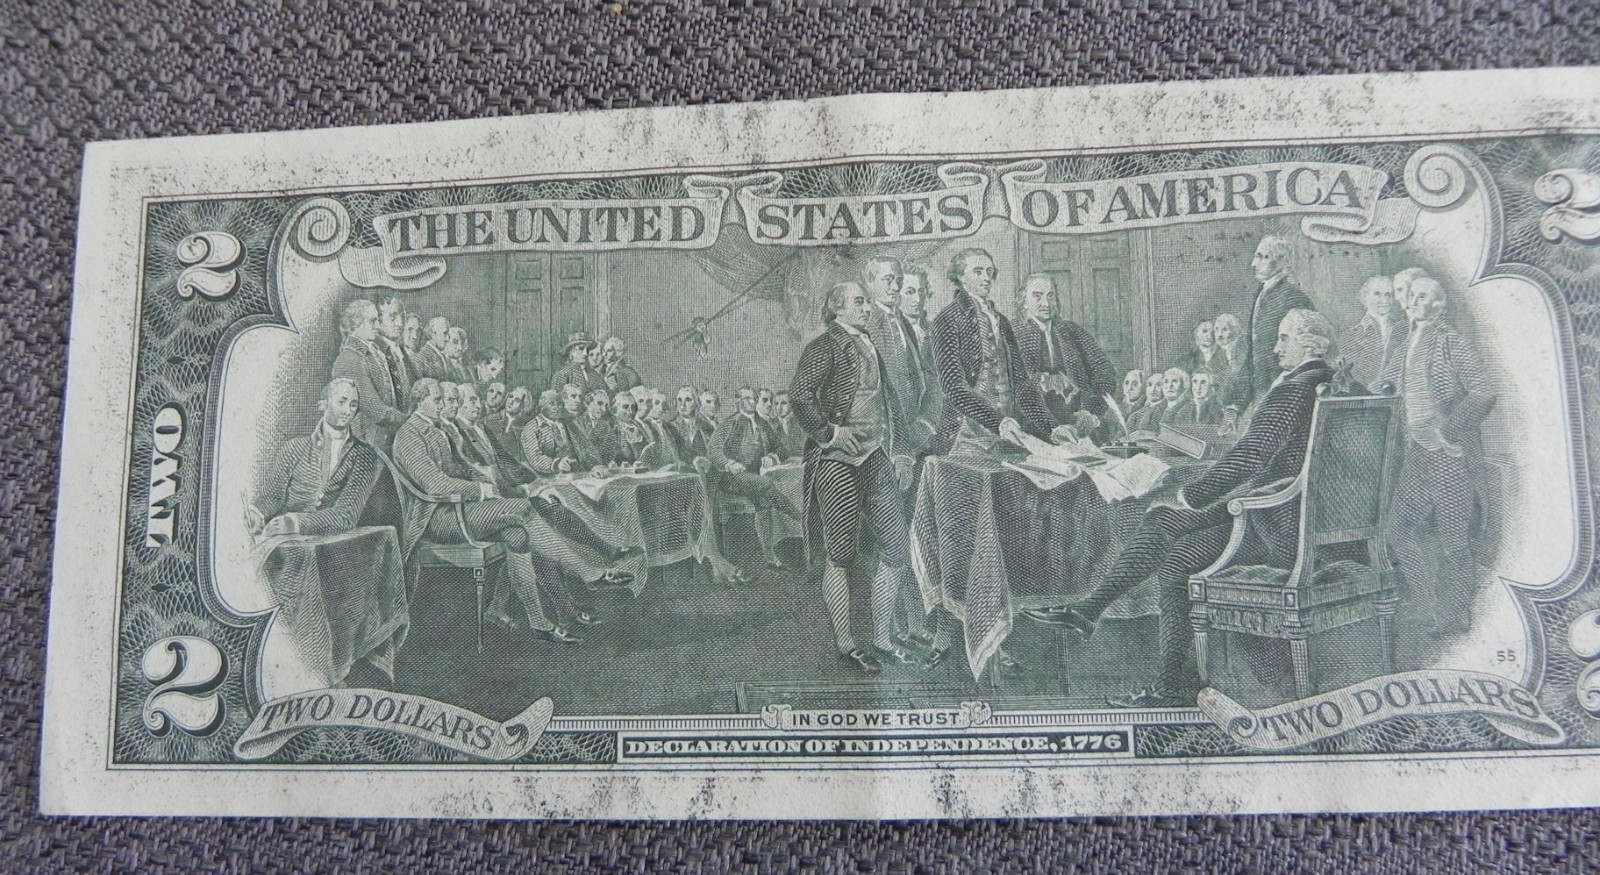 THE UNITED STATES OF AMERICA
2
2
TWO
2
2
55
TWO DOLLARS
TWO DOLLARS
IN GOD WE TRUST
DECLARATION OF INDEPENDENCE, 1776